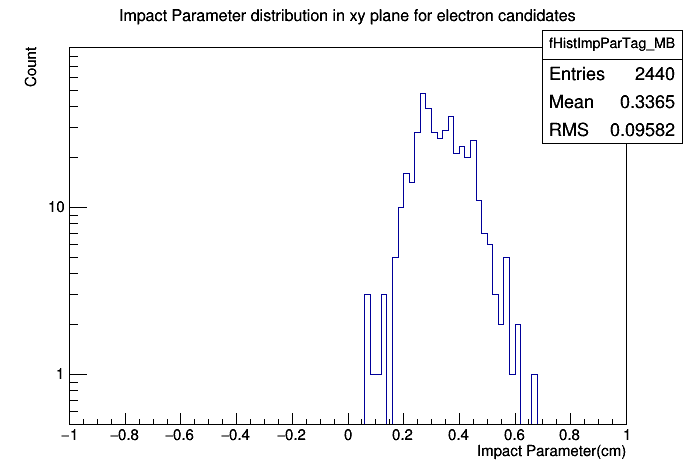 Impact Parameter distribution in xy plane for electron candidates
Count
fHistImpParTag_MB
Entries 2440
Mean 0.3365
RMS 0.09582
10
1
−1 −0.8 −0.6 −0.4 −0.2 0 0.2 0.4 0.6 0.8 1
Impact Parameter(cm)